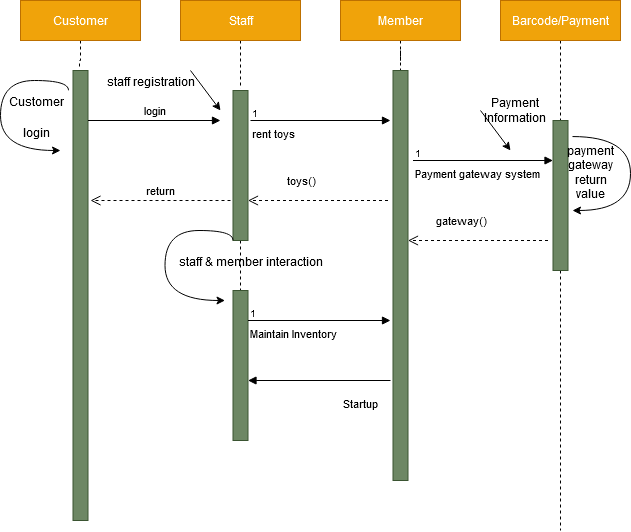 Customer
Staff
Member
Barcode/Payment
staff registration
Customer
login
login
1
rent toys
Payment
Information
1
Payment gateway system
payment
gateway
return
value
return
toys()
gateway()
staff & member interaction
1
Maintain Inventory
Startup